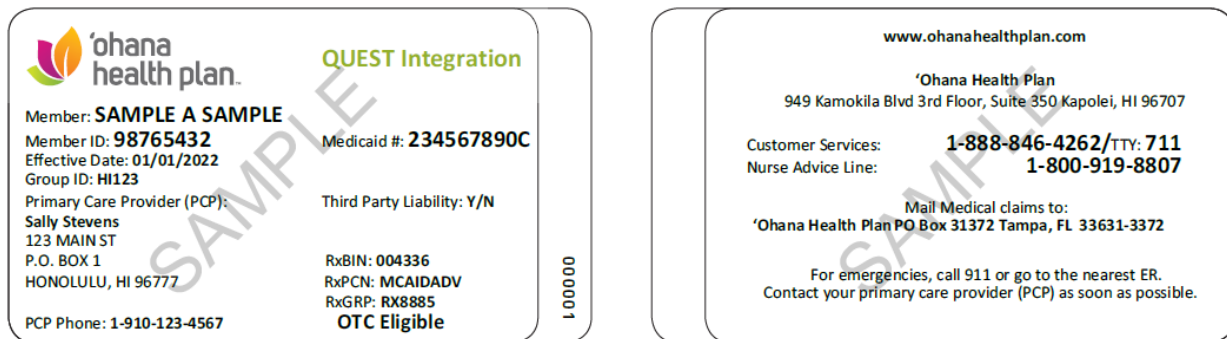 ‘ohana
health plan™
QUEST Integration
Member: SAMPLE A SAMPLE
Member ID: 98765432
Medicaid #: 234567890C
Effective Date: 01/01/2022
Group ID: HI123
Primary Care Provider (PCP):
Third Party Liability: Y/N
Sally Stevens
123 MAIN ST
P.O. BOX 1
RxBIN: 004336
HONOLULU, HI 96777
RxPCN: MCAIDADV
RxGRP: RX8885
PCP Phone: 1-910-123-4567
OTC Eligible
000001
SAMPLE
www.ohanahealthplan.com
‘Ohana Health Plan
949 Kamokila Blvd 3rd Floor, Suite 350 Kapolei, HI 96707
Customer Services: 1-888-846-4262/TTY: 711
Nurse Advice Line: 1-800-919-8807
Mail Medical claims to:
‘Ohana Health Plan PO Box 31372 Tampa, FL 33631-3372
For emergencies, call 911 or go to the nearest ER.
Contact your primary care provider (PCP) as soon as possible.
SAMPLE